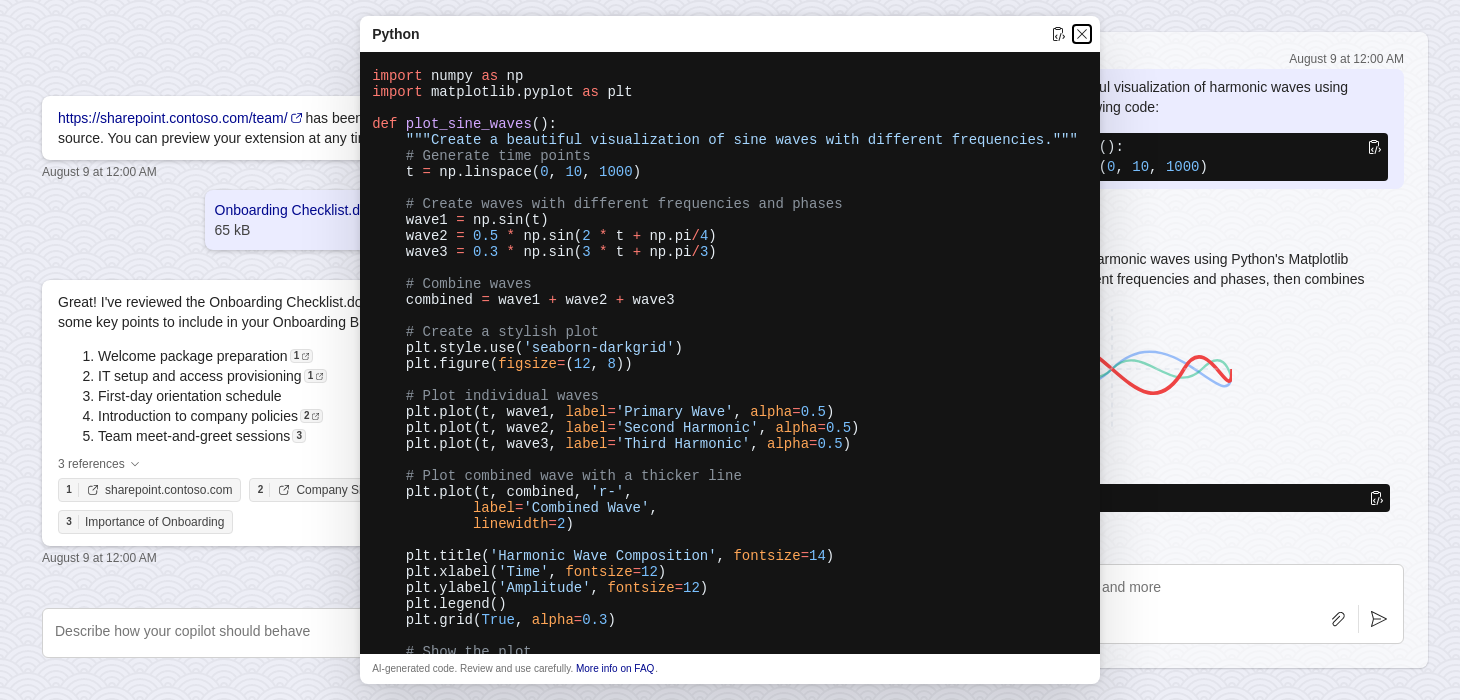 https://sharepoint.contoso.com/team/ has been
source. You can preview your extension at any ti
August 9 at 12:00 AM
Onboarding Checklist.d
65 kB
Great! I've reviewed the Onboarding Checklist.do
some key points to include in your Onboarding B
1. Welcome package preparation 1
2. IT setup and access provisioning 1
3. First-day orientation schedule
4. Introduction to company policies 2
5. Team meet-and-greet sessions 3
3 references
1 sharepoint.contoso.com 2 Company S
3 Importance of Onboarding
August 9 at 12:00 AM
Describe how your copilot should behave
Python
import numpy as np
import matplotlib.pyplot as plt
def plot_sine_waves():
    """Create a beautiful visualization of sine waves with different frequencies."""
    # Generate time points
    t = np.linspace(0, 10, 1000)
    # Create waves with different frequencies and phases
    wave1 = np.sin(t)
    wave2 = 0.5 * np.sin(2 * t + np.pi/4)
    wave3 = 0.3 * np.sin(3 * t + np.pi/3)
    # Combine waves
    combined = wave1 + wave2 + wave3
    # Create a stylish plot
    plt.style.use('seaborn-darkgrid')
    plt.figure(figsize=(12, 8))
    # Plot individual waves
    plt.plot(t, wave1, label='Primary Wave', alpha=0.5)
    plt.plot(t, wave2, label='Second Harmonic', alpha=0.5)
    plt.plot(t, wave3, label='Third Harmonic', alpha=0.5)
    # Plot combined wave with a thicker line
    plt.plot(t, combined, 'r-',
            label='Combined Wave',
            linewidth=2)
    plt.title('Harmonic Wave Composition', fontsize=14)
    plt.xlabel('Time', fontsize=12)
    plt.ylabel('Amplitude', fontsize=12)
    plt.legend()
    plt.grid(True, alpha=0.3)
    # Show the plot
AI-generated code. Review and use carefully. More info on FAQ.
August 9 at 12:00 AM
ul visualization of harmonic waves using
ving code:
():
(0, 10, 1000)
armonic waves using Python's Matplotlib
nt frequencies and phases, then combines
and more